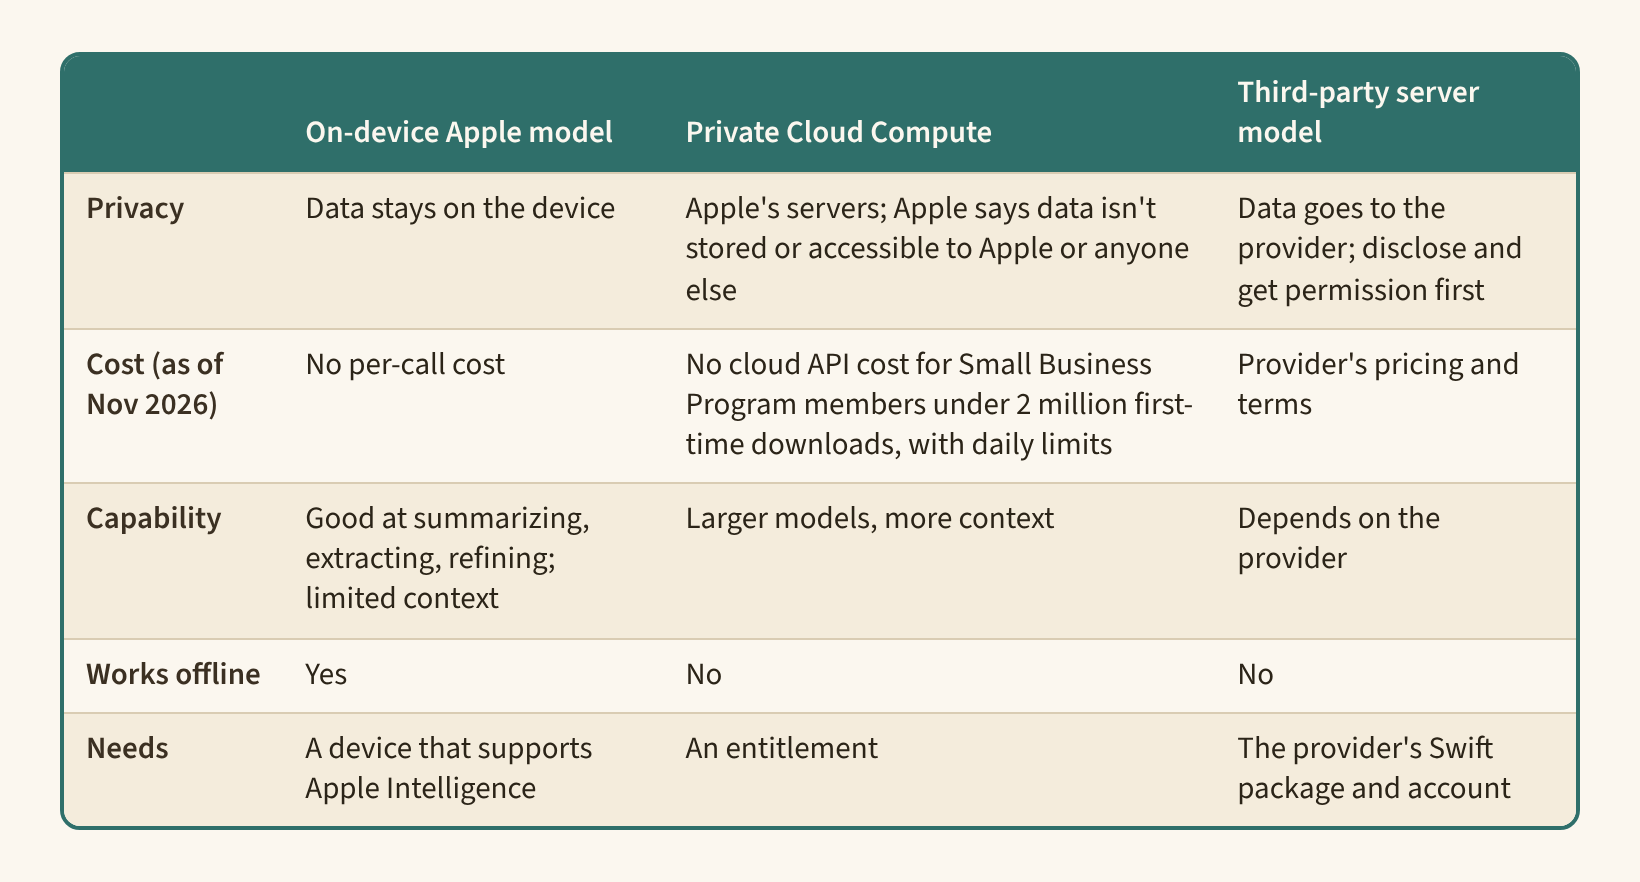 On-device Apple model
Private Cloud Compute
Third-party server
model
Privacy
Data stays on the device
Apple's servers; Apple says data isn't
stored or accessible to Apple or anyone
else
Data goes to the
provider; disclose and
get permission first
Cost (as of
Nov 2026)
No per-call cost
No cloud API cost for Small Business
Program members under 2 million first-
time downloads, with daily limits
Provider's pricing and
terms
Capability
Good at summarizing,
extracting, refining;
limited context
Larger models, more context
Depends on the
provider
Works offline
Yes
No
No
Needs
A device that supports
Apple Intelligence
An entitlement
The provider's Swift
package and account